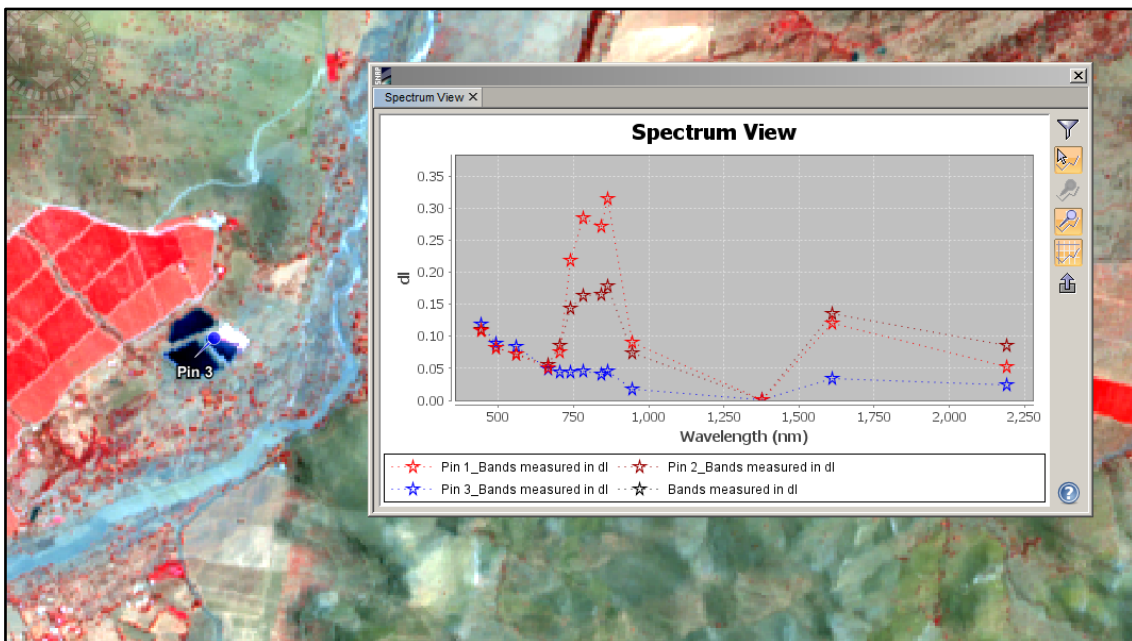 SNAP
Spectrum View
Spectrum View
0.35
0.30
0.25
0.20
0.15
0.10
0.05
0.00
dl
500 750 1,000 1,250 1,500 1,750 2,000 2,250
Wavelength (nm)
Pin 1_Bands measured in dl Pin 2_Bands measured in dl
Pin 3_Bands measured in dl Bands measured in dl
Pin 3